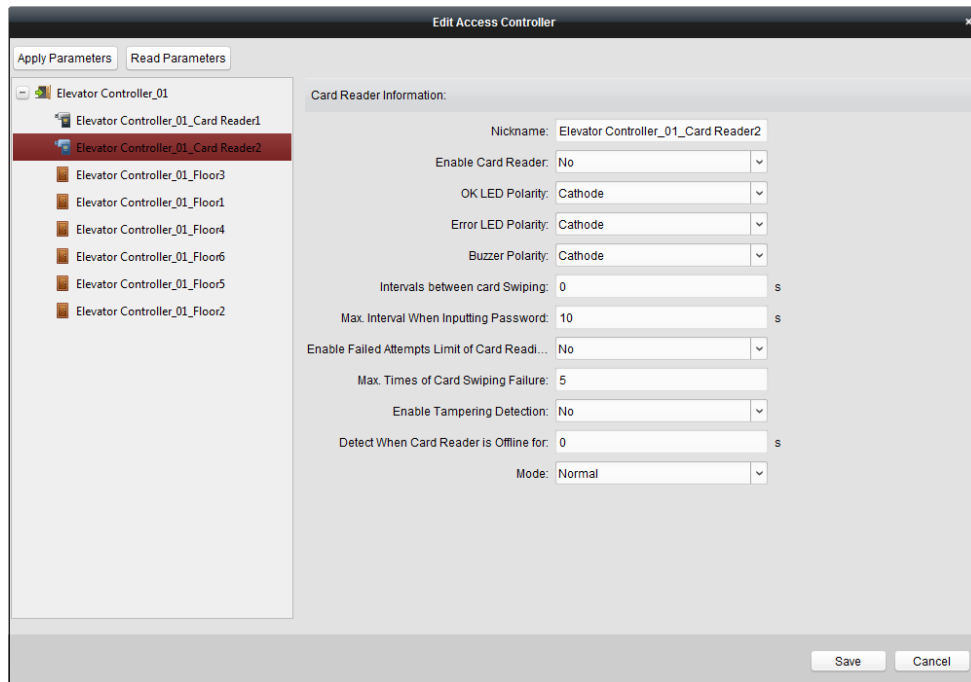 Edit Access Controller
Apply Parameters
Read Parameters
Elevator Controller_01
Elevator Controller_01_Card Reader1
Elevator Controller_01_Card Reader2
Elevator Controller_01_Floor3
Elevator Controller_01_Floor1
Elevator Controller_01_Floor4
Elevator Controller_01_Floor6
Elevator Controller_01_Floor5
Elevator Controller_01_Floor2
Card Reader Information:
Nickname: Elevator Controller_01_Card Reader2
Enable Card Reader: No
OK LED Polarity: Cathode
Error LED Polarity: Cathode
Buzzer Polarity: Cathode
Intervals between card Swiping: 0 s
Max. Interval When Inputting Password: 10 s
Enable Failed Attempts Limit of Card Readi... No
Max. Times of Card Swiping Failure: 5
Enable Tampering Detection: No
Detect When Card Reader is Offline for: 0 s
Mode: Normal
Save
Cancel